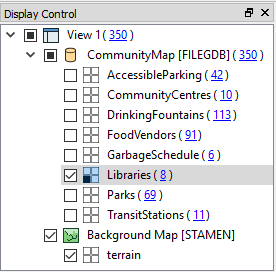 Display Control
View 1 (350)
CommunityMap [FILEGDB] (350)
AccessibleParking (42)
CommunityCentres (10)
DrinkingFountains (113)
FoodVendors (91)
GarbageSchedule (6)
Libraries (8)
Parks (69)
TransitStations (11)
Background Map [STAMEN]
terrain